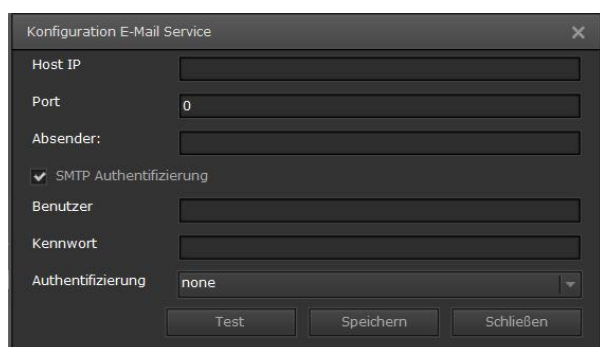 Konfiguration E-Mail Service
Host IP
Port
0
Absender:
SMTP Authentifizierung
Benutzer
Kennwort
Authentifizierung
none
Test
Speichern
Schließen